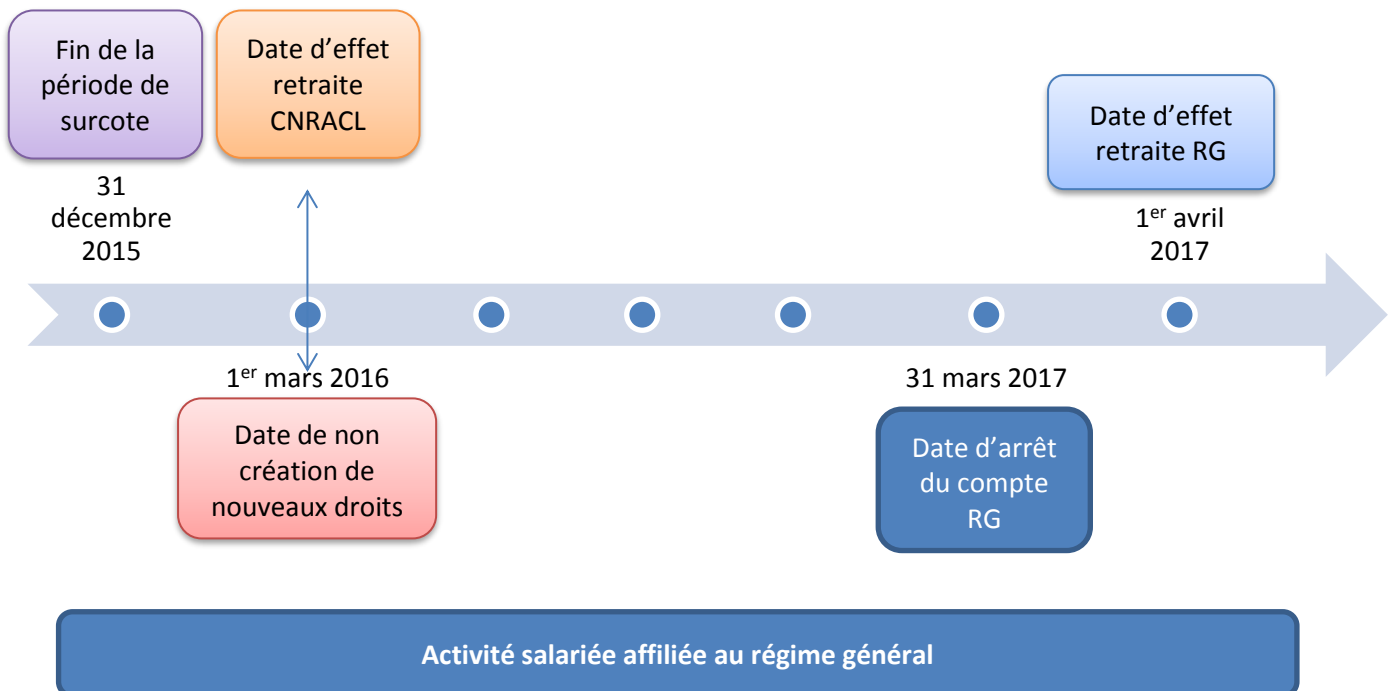 Fin de la
période de
surcote
Date d'effet
retraite
CNRACL
Date d'effet
retraite RG
31
décembre
2015
1er avril
2017
1er mars 2016
31 mars 2017
Date de non
création de
nouveaux droits
Date d'arrêt
du compte
RG
Activité salariée affiliée au régime général